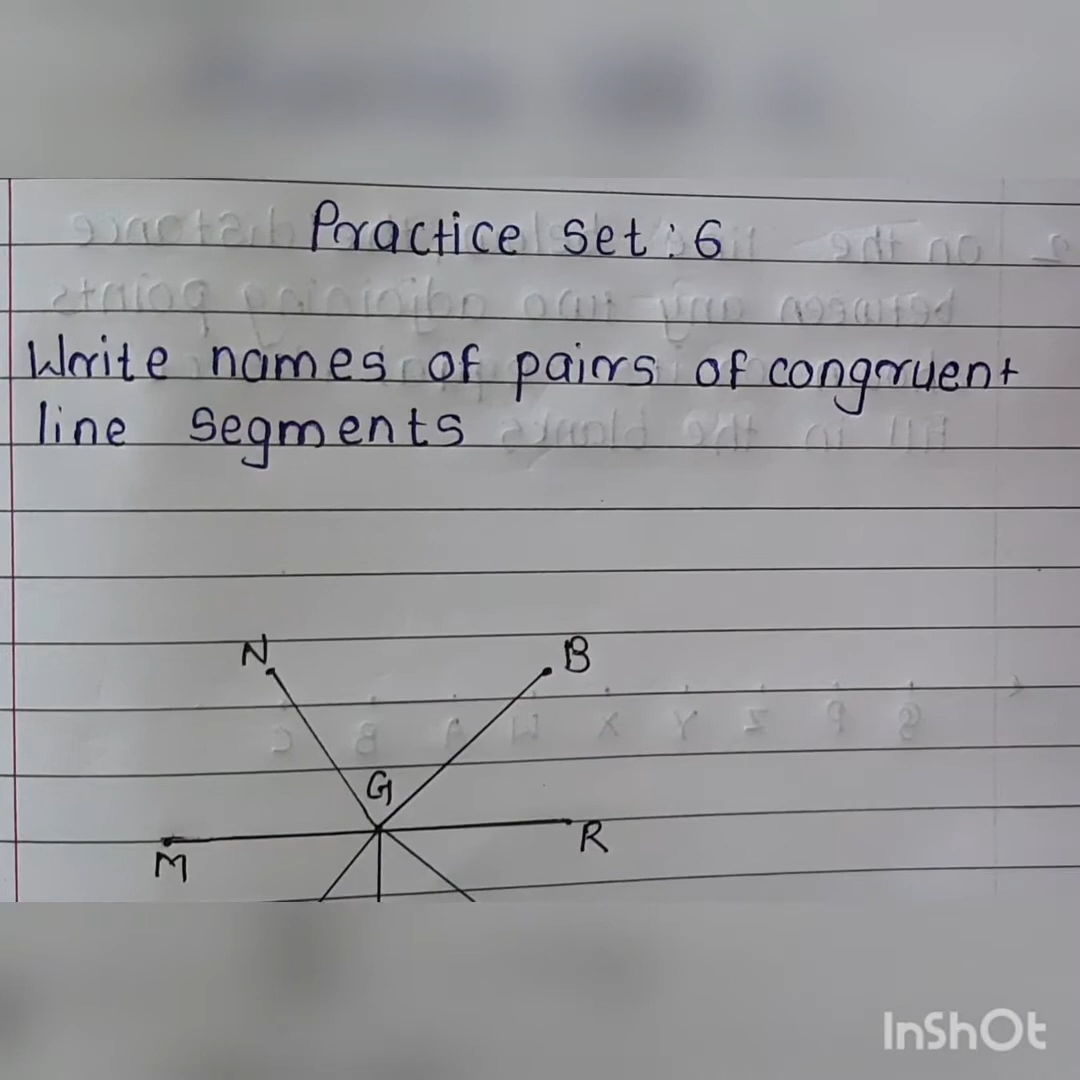 Practice Set : 6
Write names of pairs of congruent
line segments
N
B
G
M
R
InShOt